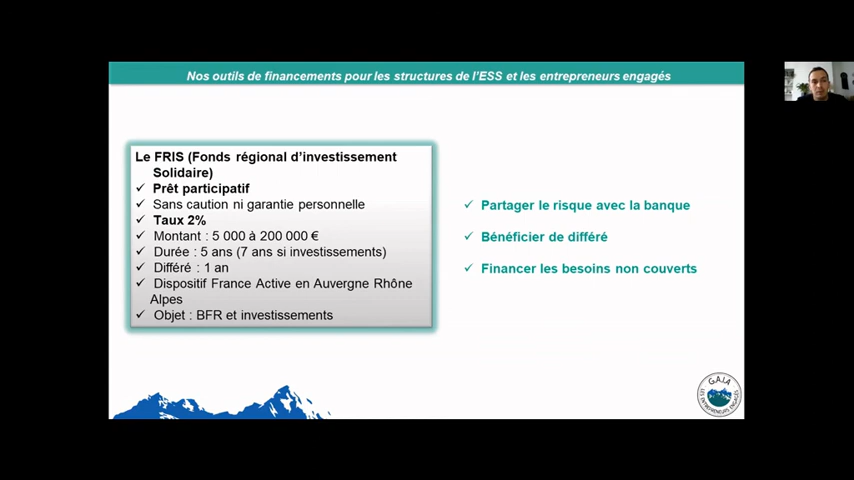 Nos outils de financements pour les structures de l'ESS et les entrepreneurs engagés
Le FRIS (Fonds régional d'investissement
Solidaire)
✓ Prêt participatif
✓ Sans caution ni garantie personnelle
✓ Taux 2%
✓ Montant : 5 000 à 200 000 €
✓ Durée : 5 ans (7 ans si investissements)
✓ Différé : 1 an
✓ Dispositif France Active en Auvergne Rhône
Alpes
✓ Objet : BFR et investissements
✓ Partager le risque avec la banque
✓ Bénéficier de différé
✓ Financer les besoins non couverts
G.A.I.A
LES ENTREPRENEURS ENGAGÉS